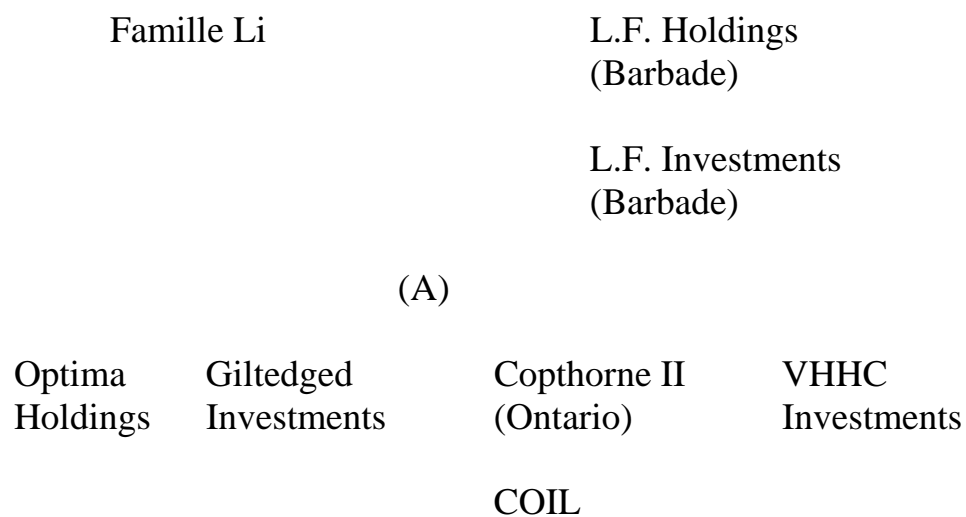 Famille Li
L.F. Holdings
(Barbade)
L.F. Investments
(Barbade)
(A)
Optima
Holdings
Giltedged
Investments
Copthorne II
(Ontario)
VHHC
Investments
COIL